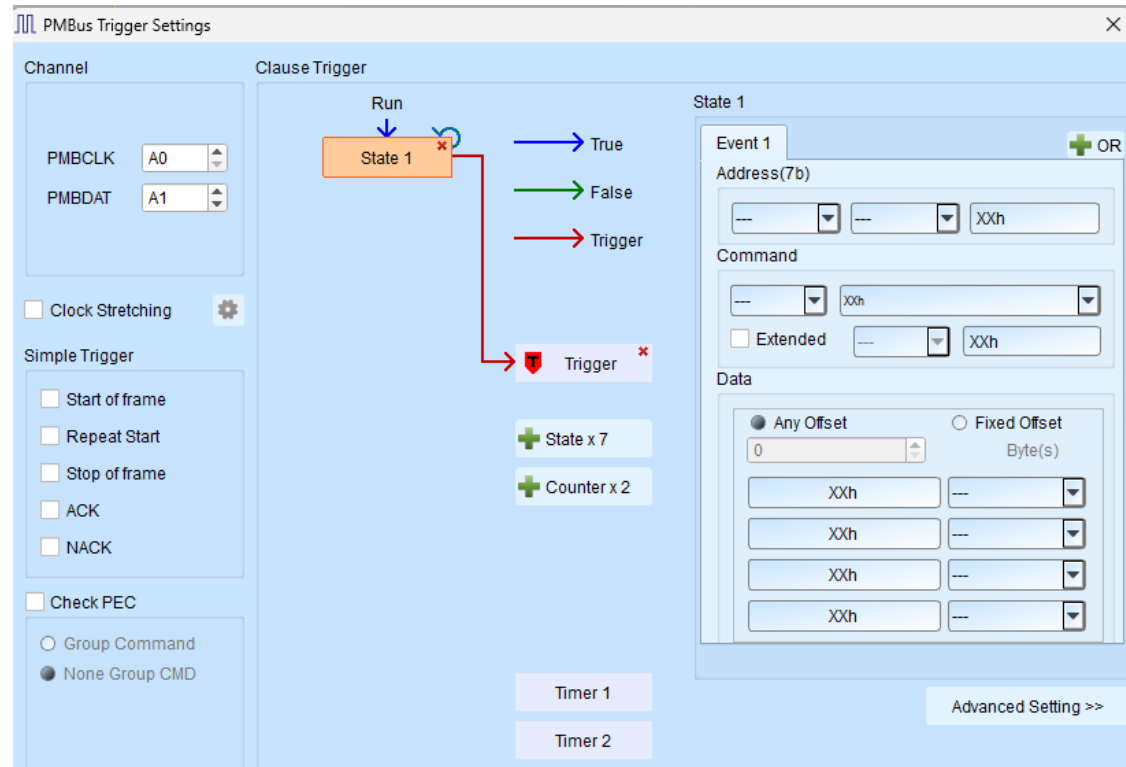 PMBus Trigger Settings
Channel
PMBCLK A0
PMBDAT A1
Clock Stretching
Simple Trigger
Start of frame
Repeat Start
Stop of frame
ACK
NACK
Check PEC
Group Command
None Group CMD
Clause Trigger
Run
State 1
True
False
Trigger
T Trigger
State x 7
Counter x 2
Timer 1
Timer 2
State 1
Event 1 OR
Address(7b)
--- --- XXh
Command
--- XXh
Extended --- XXh
Data
Any Offset Fixed Offset
0 Byte(s)
XXh ---
XXh ---
XXh ---
XXh ---
Advanced Setting >>